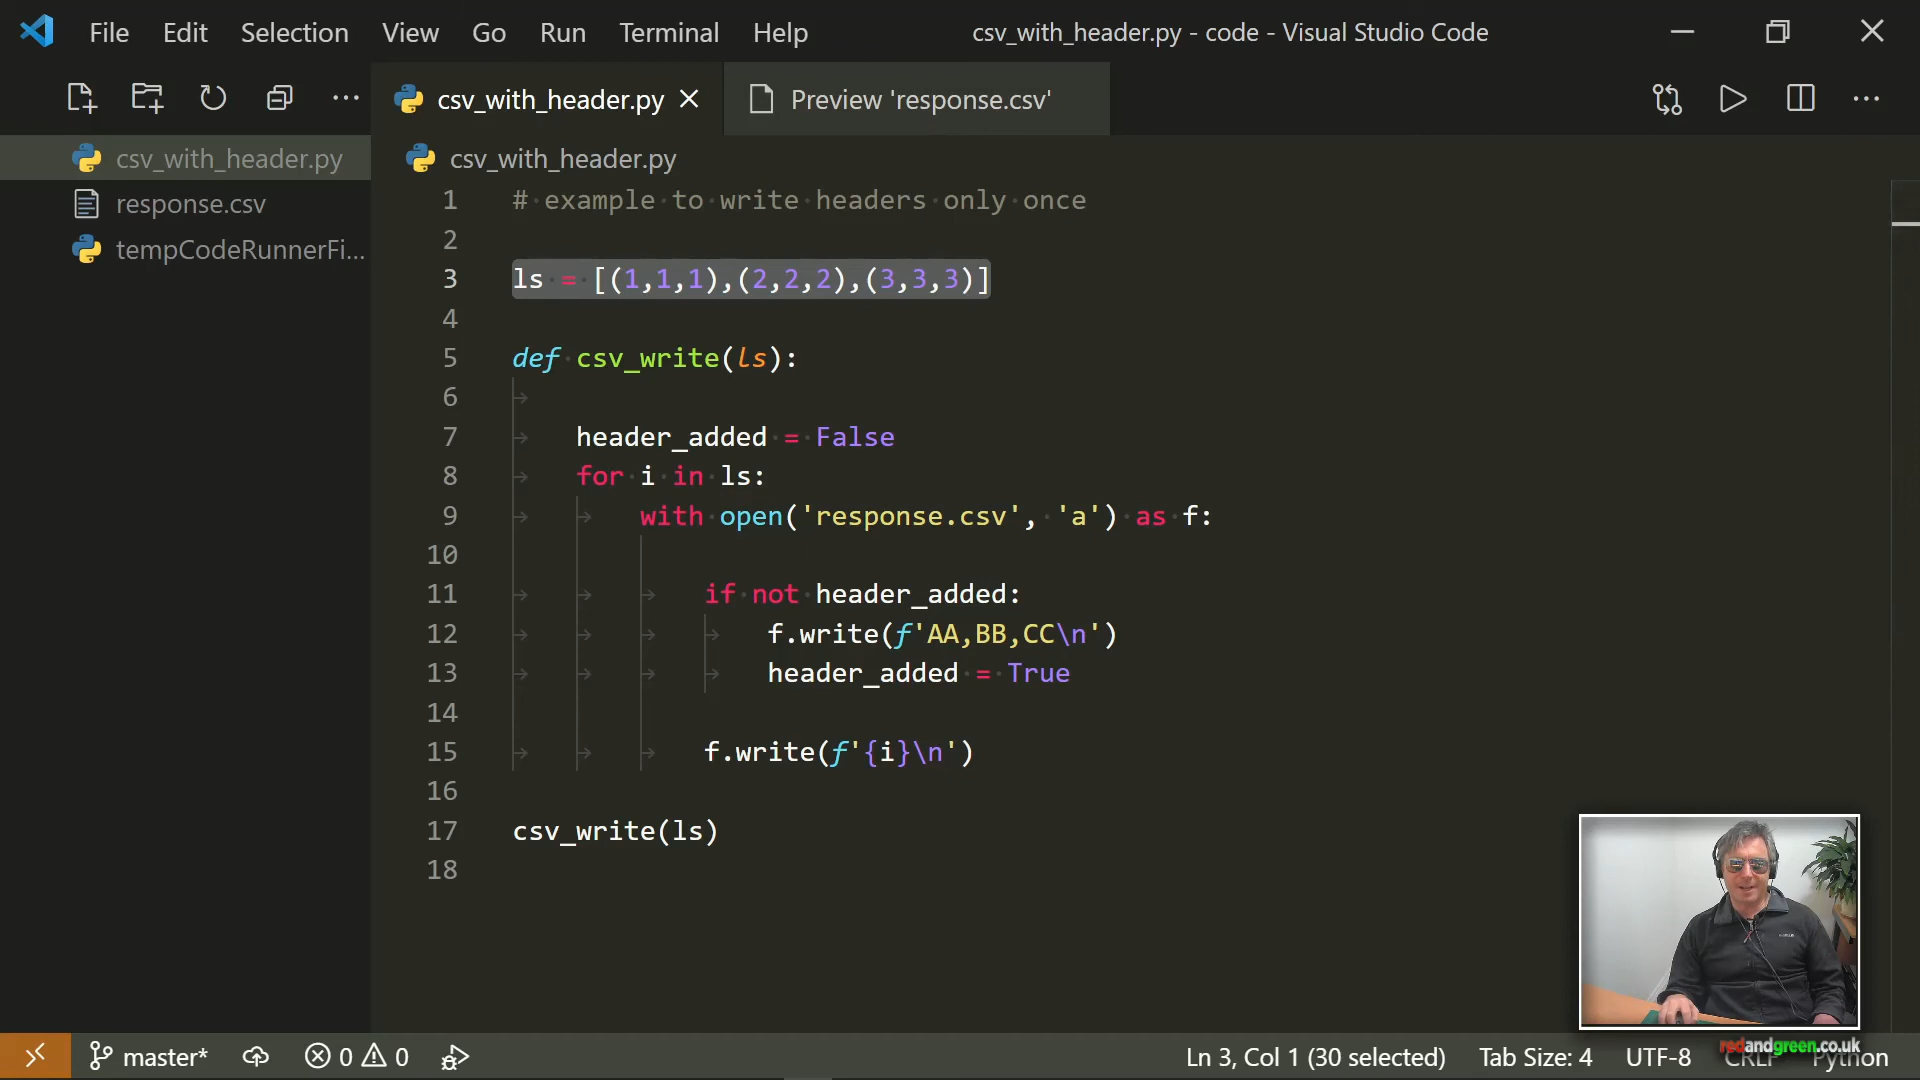 File Edit Selection View Go Run Terminal Help csv_with_header.py - code - Visual Studio Code
csv_with_header.py Preview 'response.csv'
csv_with_header.py
response.csv
tempCodeRunnerFi...
csv_with_header.py
1 # example to write headers only once
2
3 ls = [(1,1,1),(2,2,2),(3,3,3)]
4
5 def csv_write(ls):
6
7 header_added = False
8 for i in ls:
9 with open('response.csv', 'a') as f:
10
11 if not header_added:
12 f.write(f'AA,BB,CC\n')
13 header_added = True
14
15 f.write(f'{i}\n')
16
17 csv_write(ls)
18
redandgreen.co.uk
master* 0 0 Ln 3, Col 1 (30 selected) Tab Size: 4 UTF-8 CRLF Python